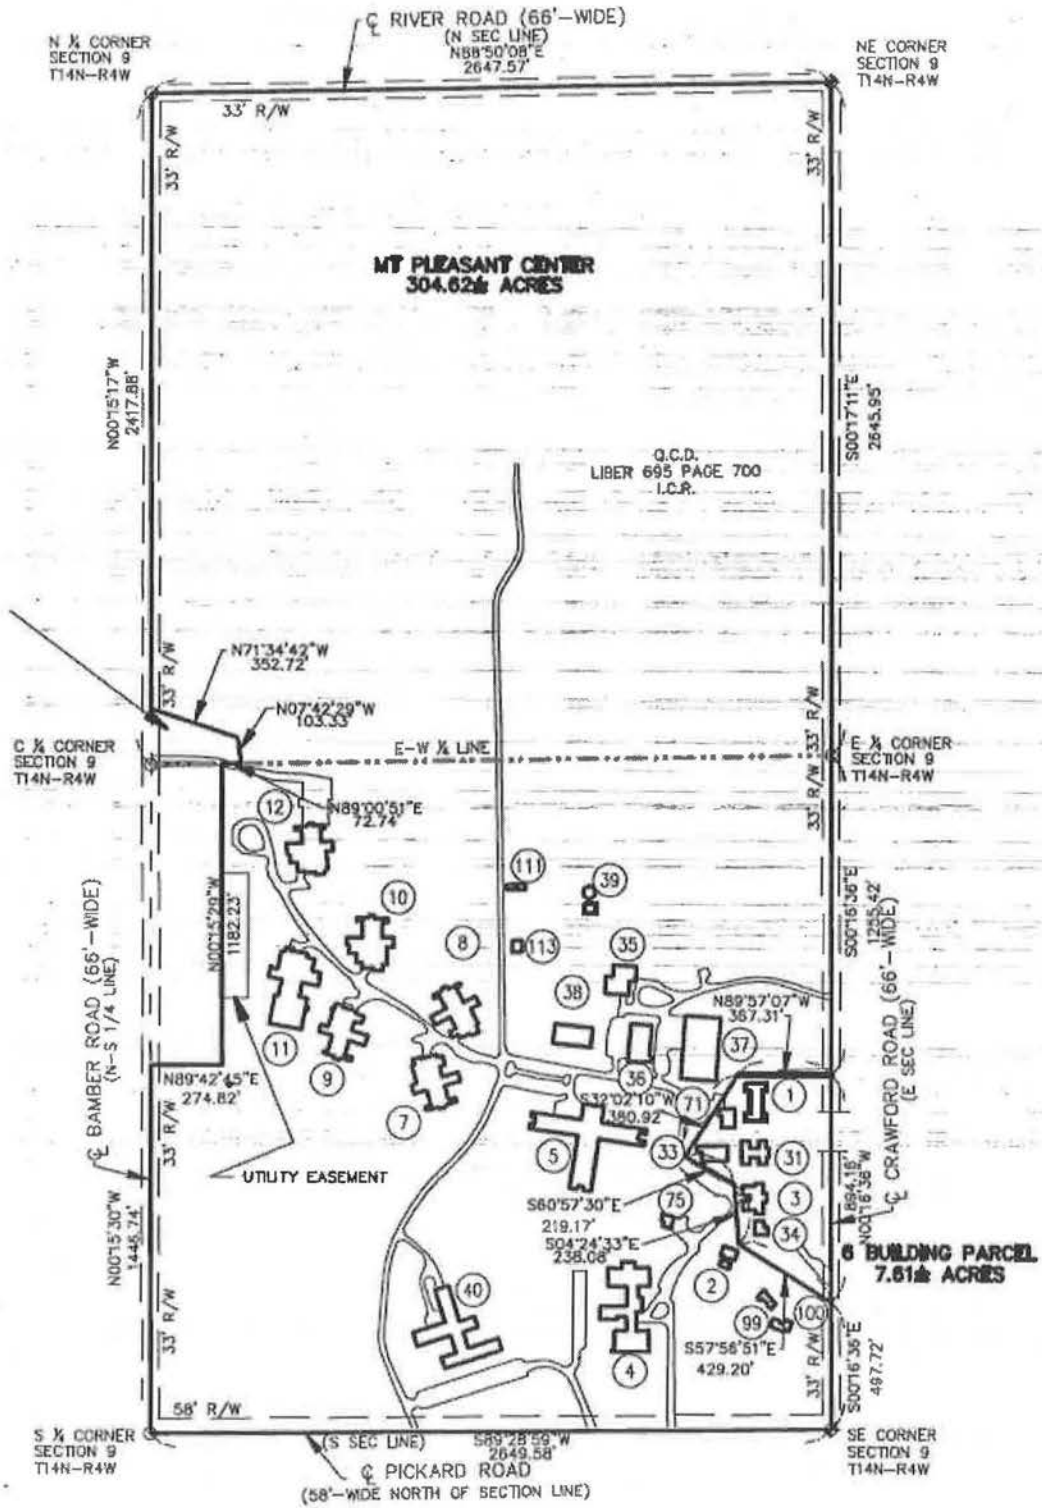 ℄ RIVER ROAD (66'-WIDE)
(N SEC LINE)
N88°50'08"E
2647.57'
N ¼ CORNER
SECTION 9
T14N-R4W
NE CORNER
SECTION 9
T14N-R4W
33' R/W
33' R/W
33' R/W
MT PLEASANT CENTER
304.62± ACRES
N00°15'17"W
2417.88'
S00°17'11"E
2645.95'
Q.C.D.
LIBER 695 PAGE 700
I.C.R.
33' R/W
N71°34'42"W
352.72'
N07°42'29"W
103.33'
33' R/W
C ¼ CORNER
SECTION 9
T14N-R4W
E-W ¼ LINE
E ¼ CORNER
SECTION 9
T14N-R4W
33' R/W
N89°00'51"E
72.74'
12
111
39
10
8
113
35
38
N00°15'29"W
1182.23'
S00°16'36"E
1255.42'
℄ BAMBER ROAD (66'-WIDE)
(N-S 1/4 LINE)
℄ CRAWFORD ROAD (66'-WIDE)
(E SEC LINE)
N89°57'07"W
367.31'
11
9
7
36
37
N89°42'45"E
274.82'
S32°02'10"W
380.92'
71
1
33' R/W
5
33
31
UTILITY EASEMENT
S60°57'30"E
219.17'
75
3
894.16'
N00°16'36"W
S04°24'33"E
238.08'
34
N00°15'30"W
1446.74'
2
6 BUILDING PARCEL
7.61± ACRES
40
99
100
33' R/W
4
S57°56'51"E
429.20'
33' R/W
S00°16'36"E
497.72'
58' R/W
S ¼ CORNER
SECTION 9
T14N-R4W
(S SEC LINE)
S89°28'59"W
2649.58'
SE CORNER
SECTION 9
T14N-R4W
℄ PICKARD ROAD
(58'-WIDE NORTH OF SECTION LINE)